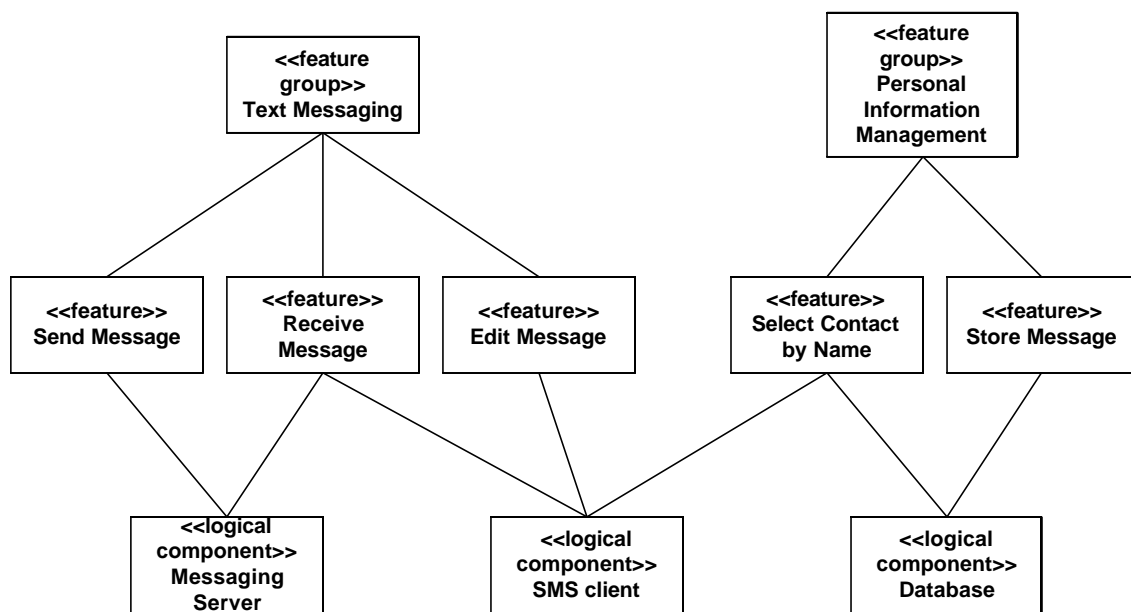 <<feature
group>>
Text Messaging
<<feature
group>>
Personal
Information
Management
<<feature>>
Send Message
<<feature>>
Receive
Message
<<feature>>
Edit Message
<<feature>>
Select Contact
by Name
<<feature>>
Store Message
<<logical
component>>
Messaging
Server
<<logical
component>>
SMS client
<<logical
component>>
Database